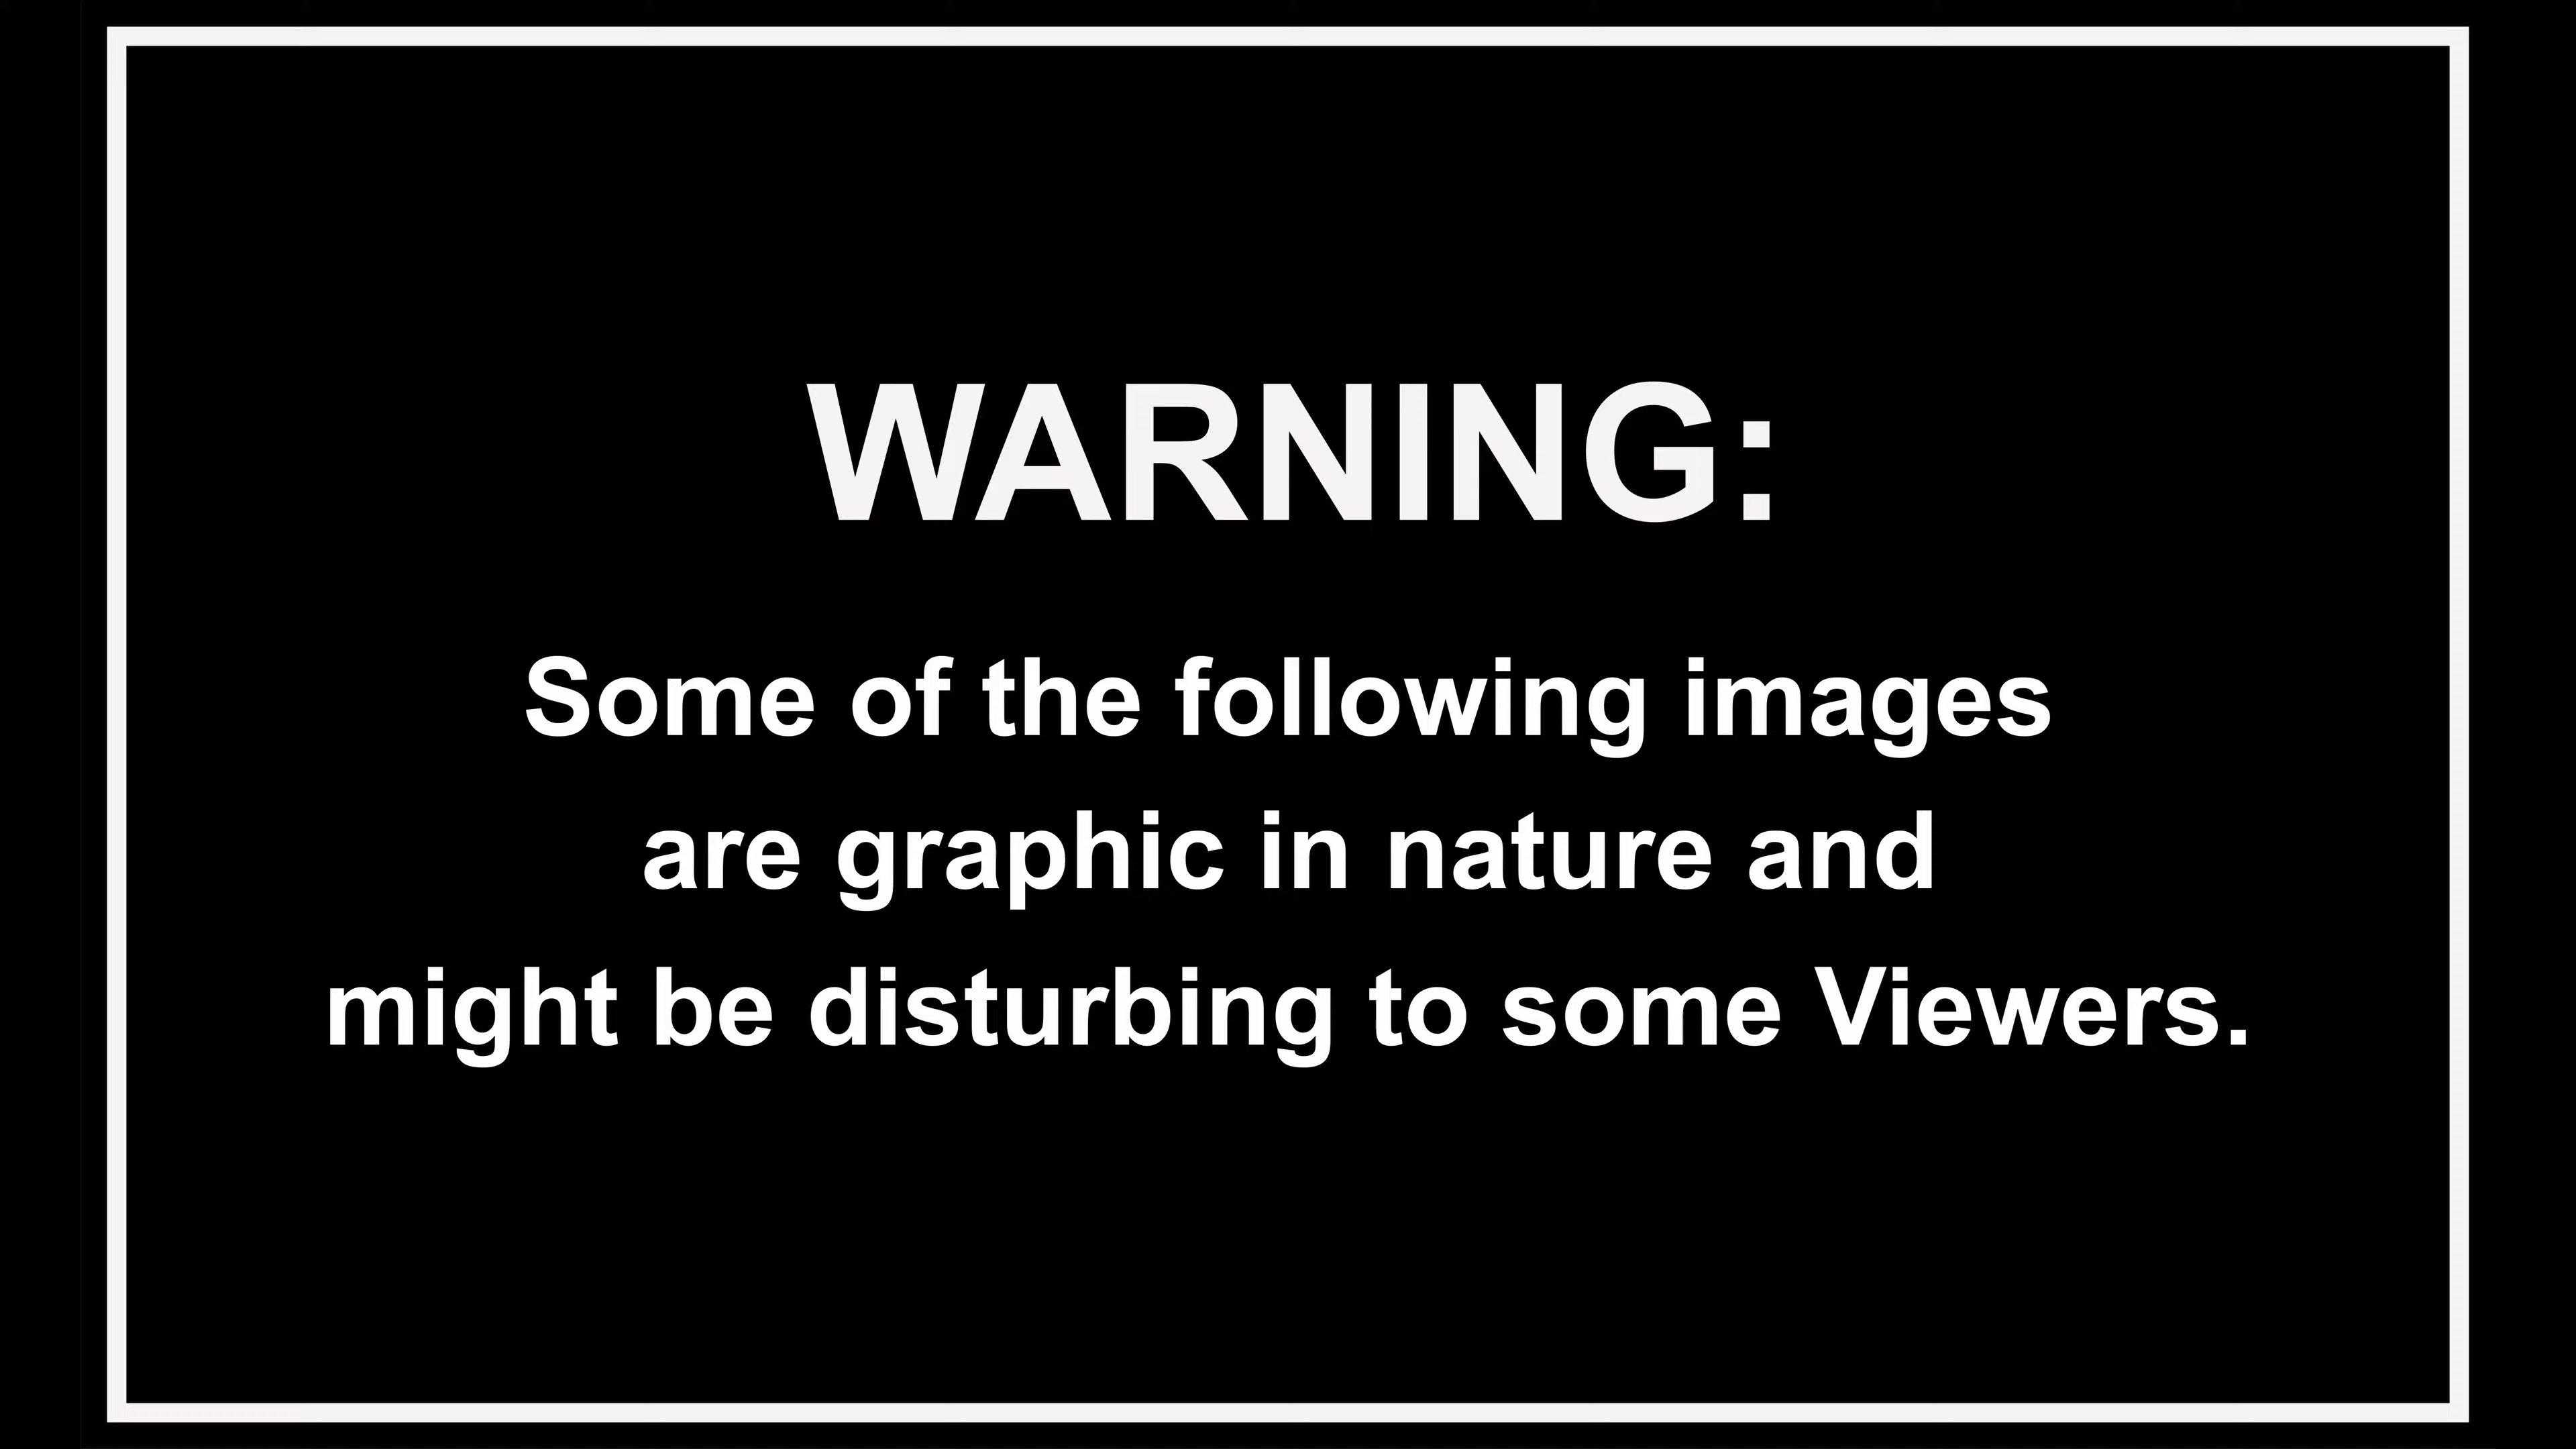 WARNING:
Some of the following images
are graphic in nature and
might be disturbing to some Viewers.